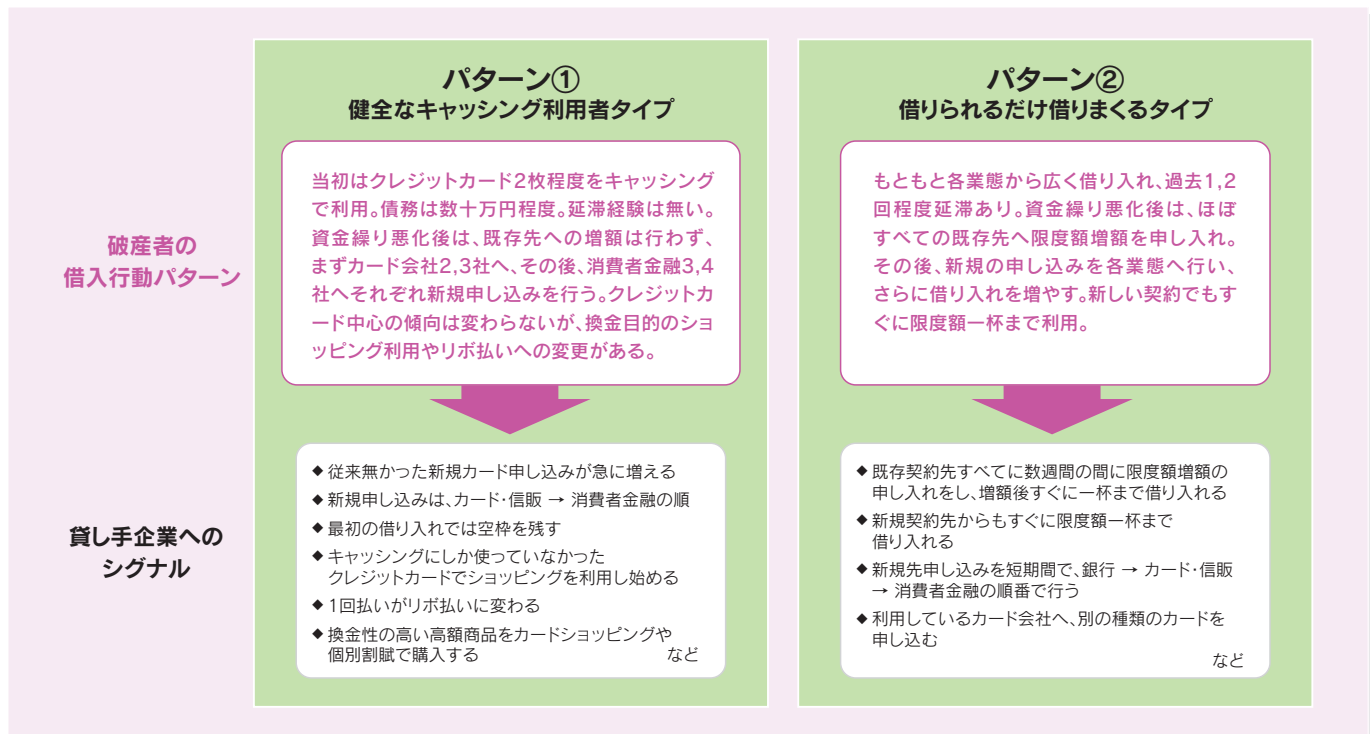 パターン①
健全なキャッシング利用者タイプ
パターン②
借りられるだけ借りまくるタイプ
破産者の
借入行動パターン
当初はクレジットカード2枚程度をキャッシング
で利用。債務は数十万円程度。延滞経験は無い。
資金繰り悪化後は、既存先への増額は行わず、
まずカード会社2,3社へ、その後、消費者金融3,4
社へそれぞれ新規申し込みを行う。クレジットカ
ード中心の傾向は変わらないが、換金目的のショ
ッピング利用やリボ払いへの変更がある。
もともと各業態から広く借り入れ、過去1,2
回程度延滞あり。資金繰り悪化後は、ほぼ
すべての既存先へ限度額増額を申し入れ。
その後、新規の申し込みを各業態へ行い、
さらに借り入れを増やす。新しい契約でもす
ぐに限度額一杯まで利用。
貸し手企業への
シグナル
◆ 従来無かった新規カード申し込みが急に増える
◆ 新規申し込みは、カード・信販 → 消費者金融の順
◆ 最初の借り入れでは空枠を残す
◆ キャッシングにしか使っていなかった
クレジットカードでショッピングを利用し始める
◆ 1回払いがリボ払いに変わる
◆ 換金性の高い高額商品をカードショッピングや
個別割賦で購入する など
◆ 既存契約先すべてに数週間の間に限度額増額の
申し入れをし、増額後すぐに一杯まで借り入れる
◆ 新規契約先からもすぐに限度額一杯まで
借り入れる
◆ 新規先申し込みを短期間で、銀行 → カード・信販
→ 消費者金融の順番で行う
◆ 利用しているカード会社へ、別の種類のカードを
申し込む
など